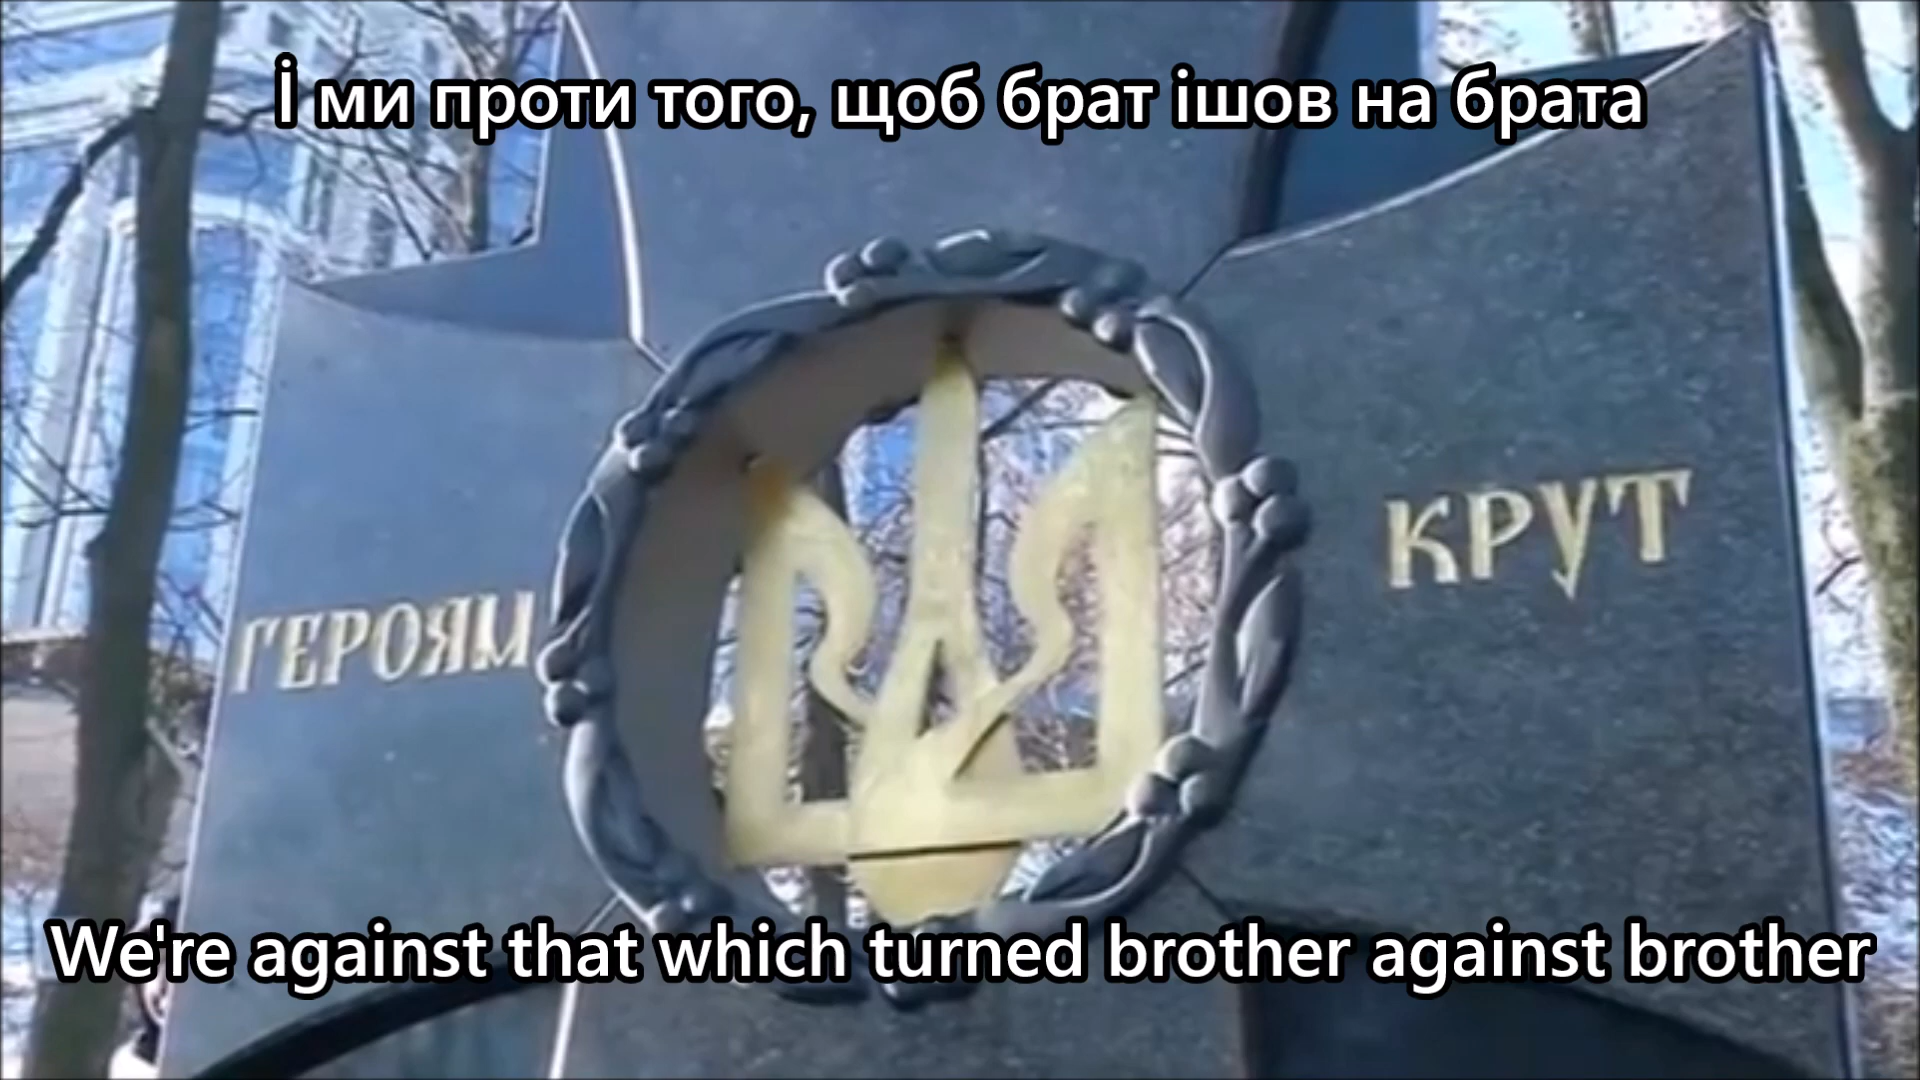 І ми проти того, щоб брат ішов на брата
ГЕРОЯМ
КРУТ
We're against that which turned brother against brother